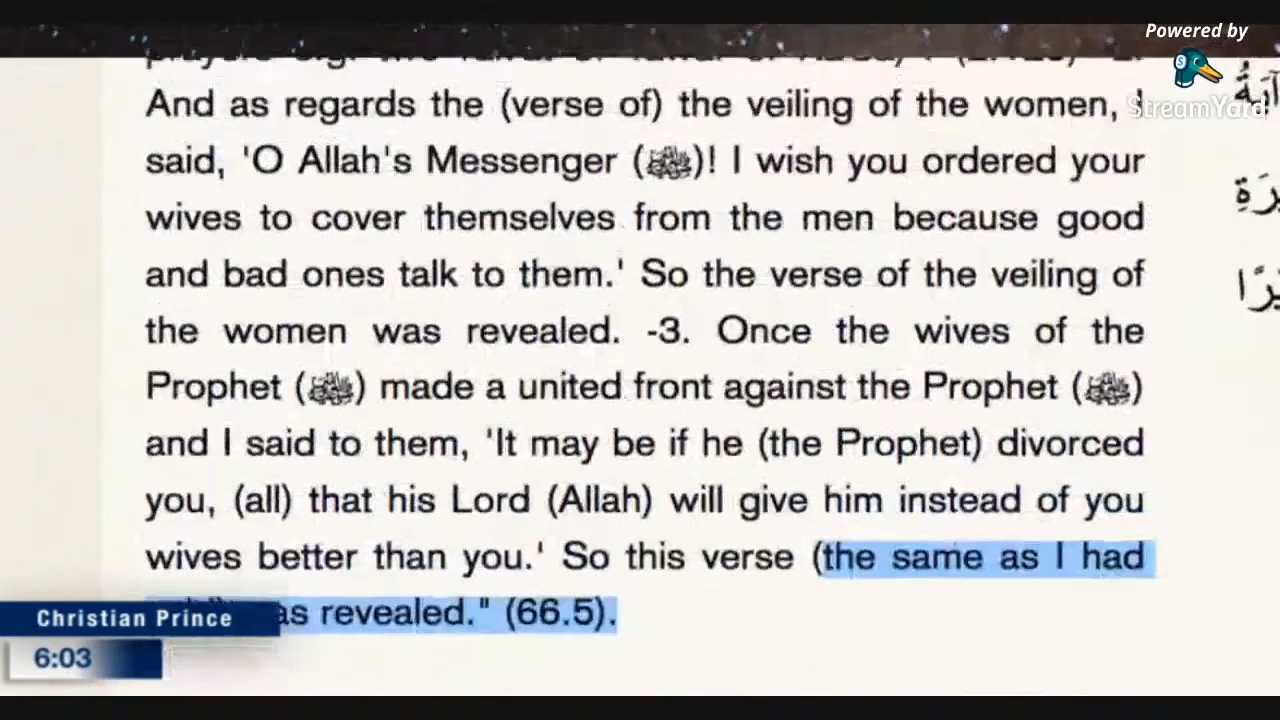 Powered by
StreamYard
And as regards the (verse of) the veiling of the women, I
said, 'O Allah's Messenger (ﷺ)! I wish you ordered your
wives to cover themselves from the men because good
and bad ones talk to them.' So the verse of the veiling of
the women was revealed. -3. Once the wives of the
Prophet (ﷺ) made a united front against the Prophet (ﷺ)
and I said to them, 'It may be if he (the Prophet) divorced
you, (all) that his Lord (Allah) will give him instead of you
wives better than you.' So this verse (the same as I had
as revealed." (66.5).
Christian Prince
6:03